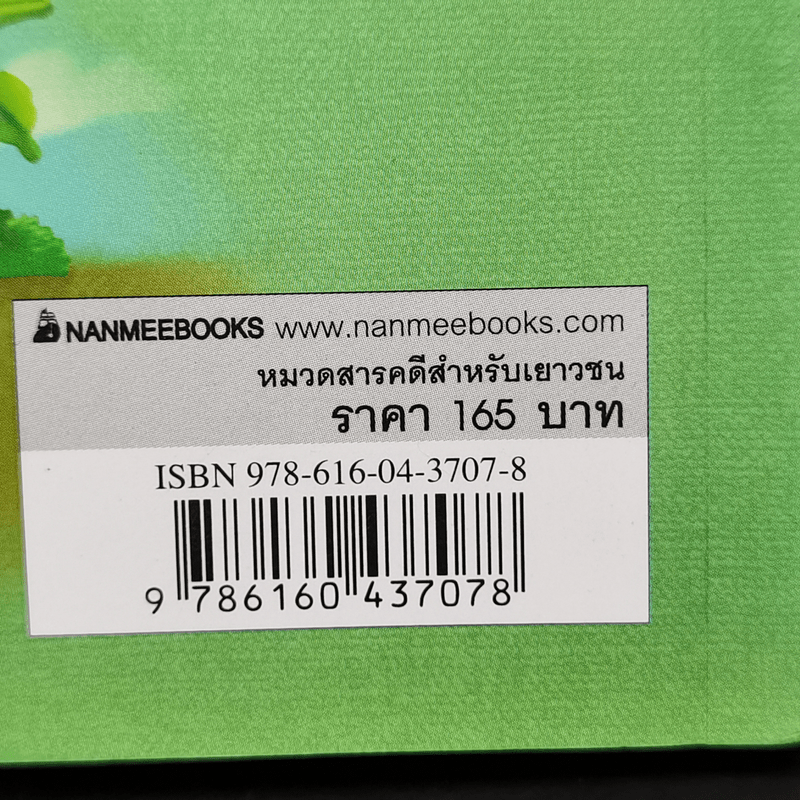 NANMEEBOOKS www.nanmeebooks.com
หมวดสารคดีสำหรับเยาวชน
ราคา 165 บาท
ISBN 978-616-04-3707-8
9 786160 437078